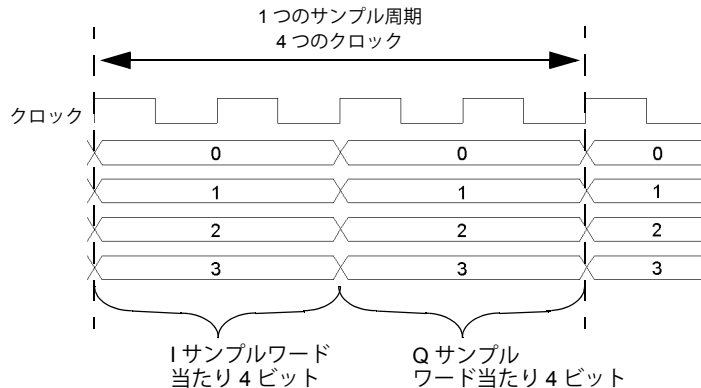 1 つのサンプル周期
4 つのクロック
クロック
0 0 0
1 1 1
2 2 2
3 3 3
I サンプルワード
当たり 4 ビット
Q サンプル
ワード当たり 4 ビット